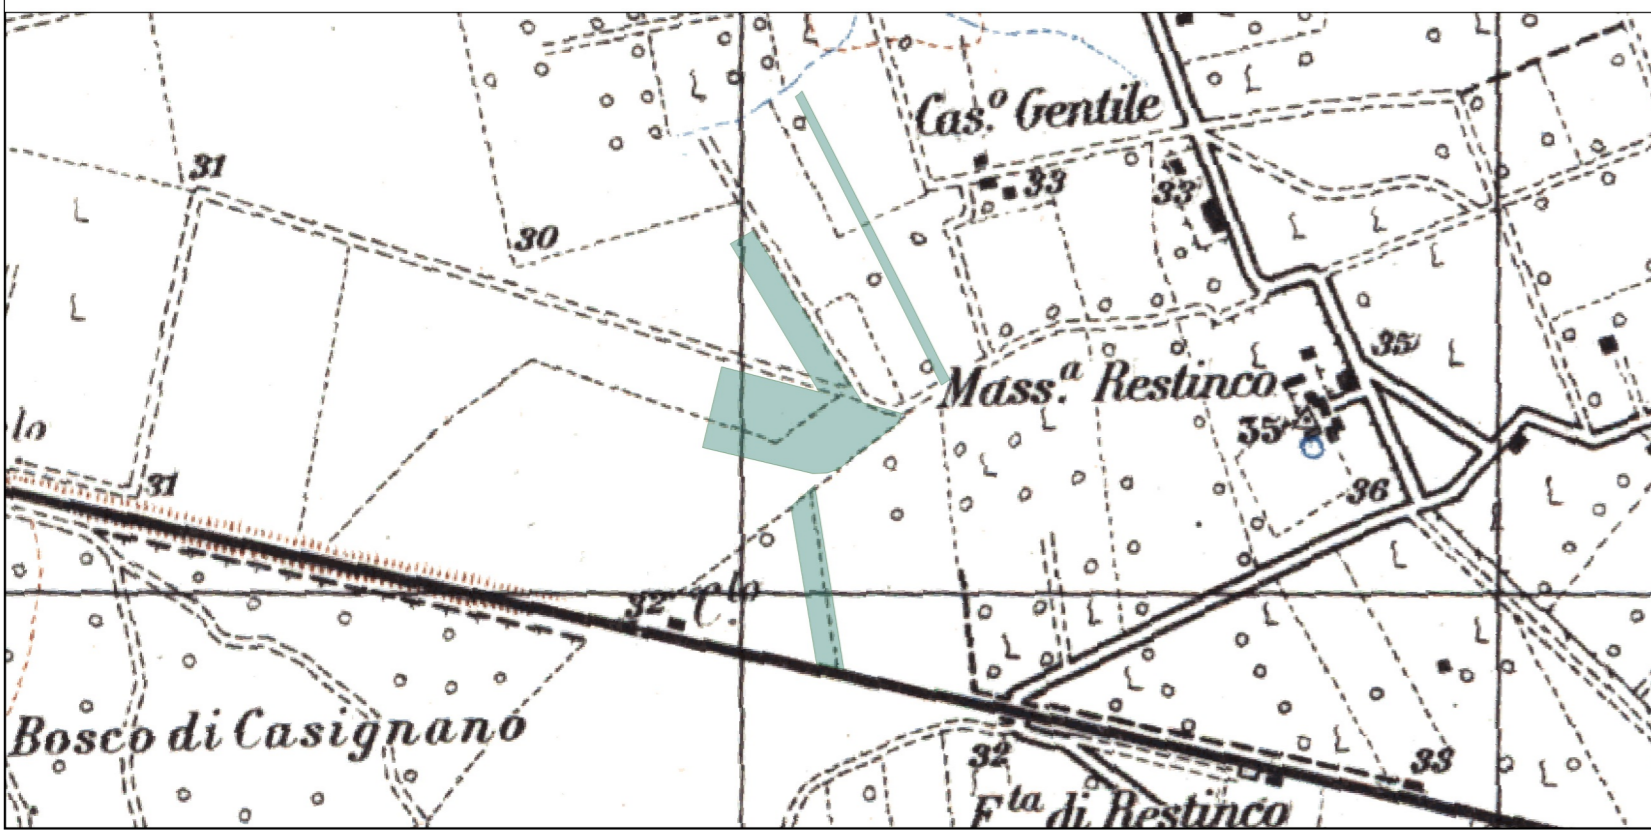 Cas.º Gentile
31
33
33
30
35
Mass.ª Restinco
35
lo
31
36
32
C.lo
Bosco di Casignano
32
33
F.ta di Restinco